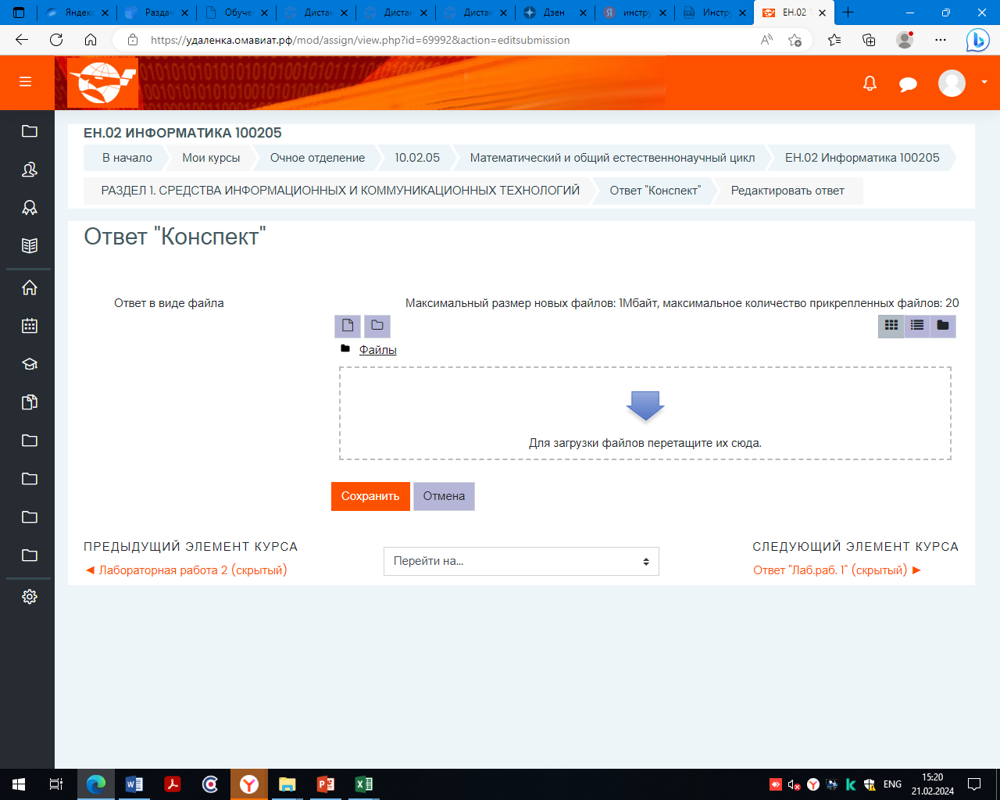 Яндекс
Раздач
Обуче
Дистан
Дистан
Дистан
Дзен
инстру
Инстру
ЕН.02 Т
https://удаленка.омавиат.рф/mod/assign/view.php?id=69992&action=editsubmission
ЕН.02 ИНФОРМАТИКА 100205
В начало
Мои курсы
Очное отделение
10.02.05
Математический и общий естественнонаучный цикл
ЕН.02 Информатика 100205
РАЗДЕЛ 1. СРЕДСТВА ИНФОРМАЦИОННЫХ И КОММУНИКАЦИОННЫХ ТЕХНОЛОГИЙ
Ответ "Конспект"
Редактировать ответ
Ответ "Конспект"
Ответ в виде файла
Максимальный размер новых файлов: 1Мбайт, максимальное количество прикрепленных файлов: 20
Файлы
Для загрузки файлов перетащите их сюда.
Сохранить
Отмена
ПРЕДЫДУЩИЙ ЭЛЕМЕНТ КУРСА
◄ Лабораторная работа 2 (скрытый)
Перейти на...
СЛЕДУЮЩИЙ ЭЛЕМЕНТ КУРСА
Ответ "Лаб.раб. 1" (скрытый) ►
ENG
15:20
21.02.2024